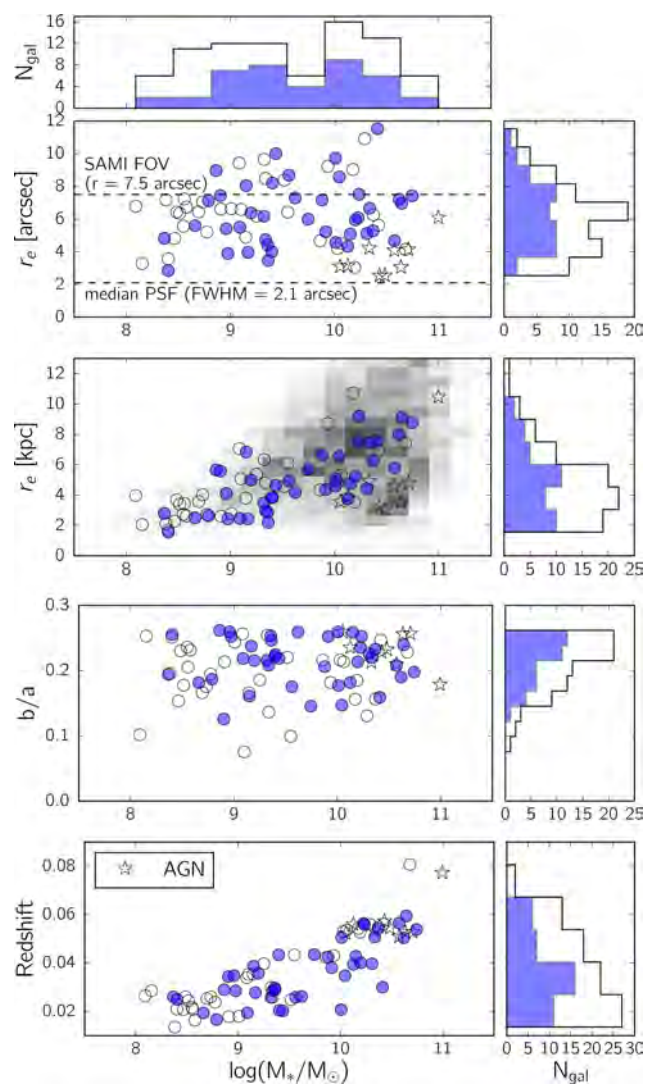 16
12
8
4
0
N_gal
12
10
8
6
4
2
0
r_e [arcsec]
SAMI FOV
(r = 7.5 arcsec)
median PSF (FWHM = 2.1 arcsec)
8 9 10 11
0 5 10 15 20
12
10
8
6
4
2
0
r_e [kpc]
8 9 10 11
0 5 10 15 20 25
0.3
0.2
0.1
0.0
b/a
8 9 10 11
0 5 10 15 20 25
AGN
0.08
0.06
0.04
0.02
Redshift
8 9 10 11
log(M_*/M_⊙)
0 5 10 15 20 25 30
N_gal